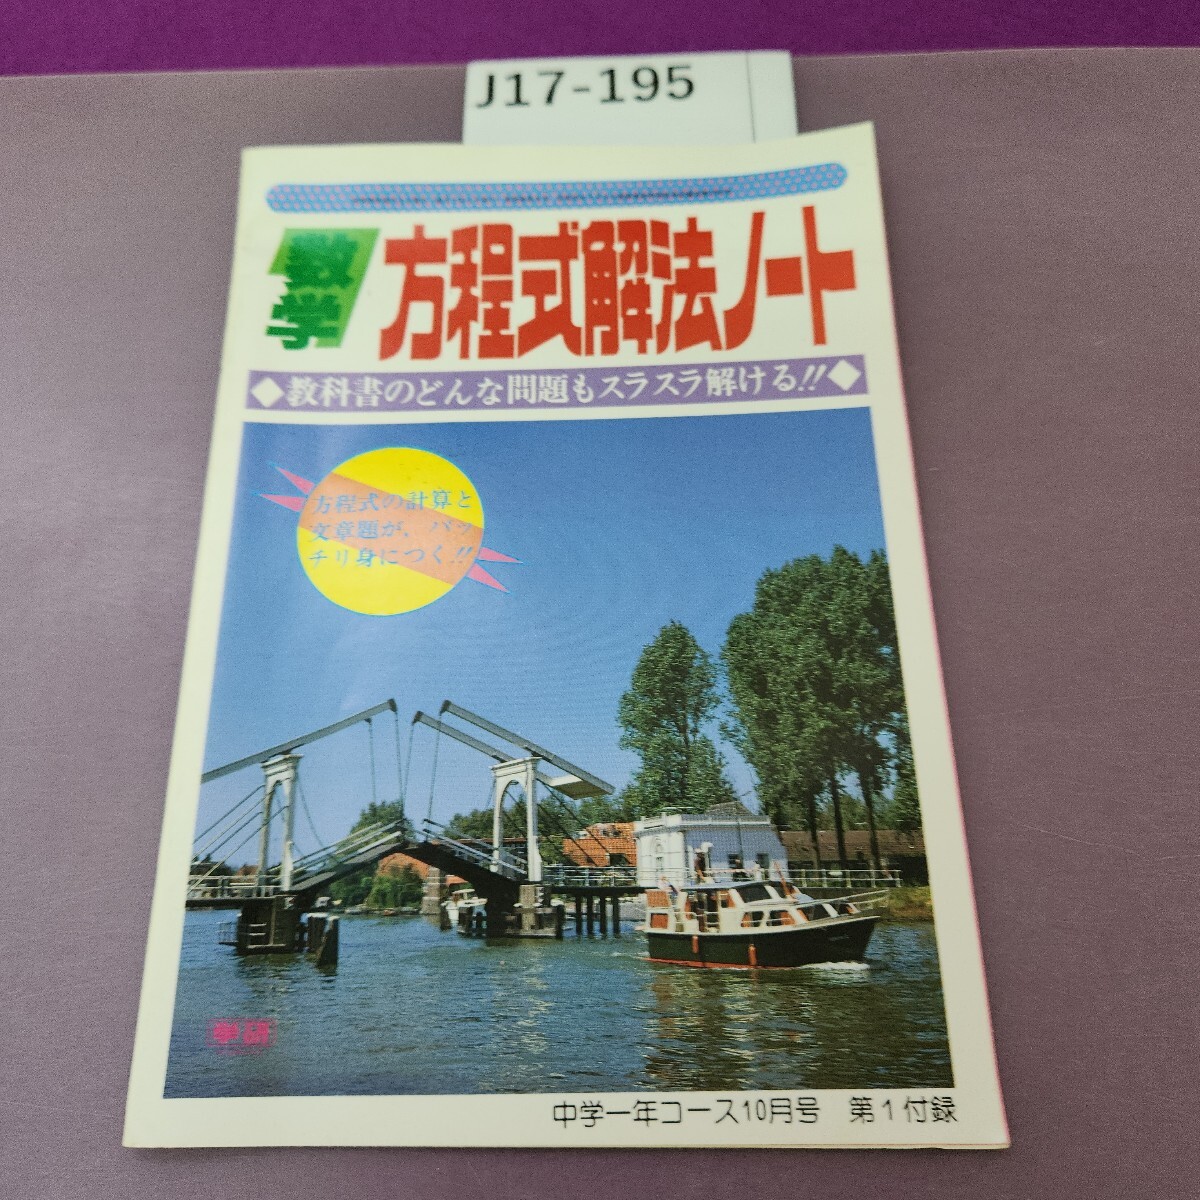 J17-195
数学
方程式解法ノート
◆教科書のどんな問題もスラスラ解ける!!◆
方程式の計算と
文章題が、バッ
チリ身につく!!
学研
中学一年コース10月号 第1付録